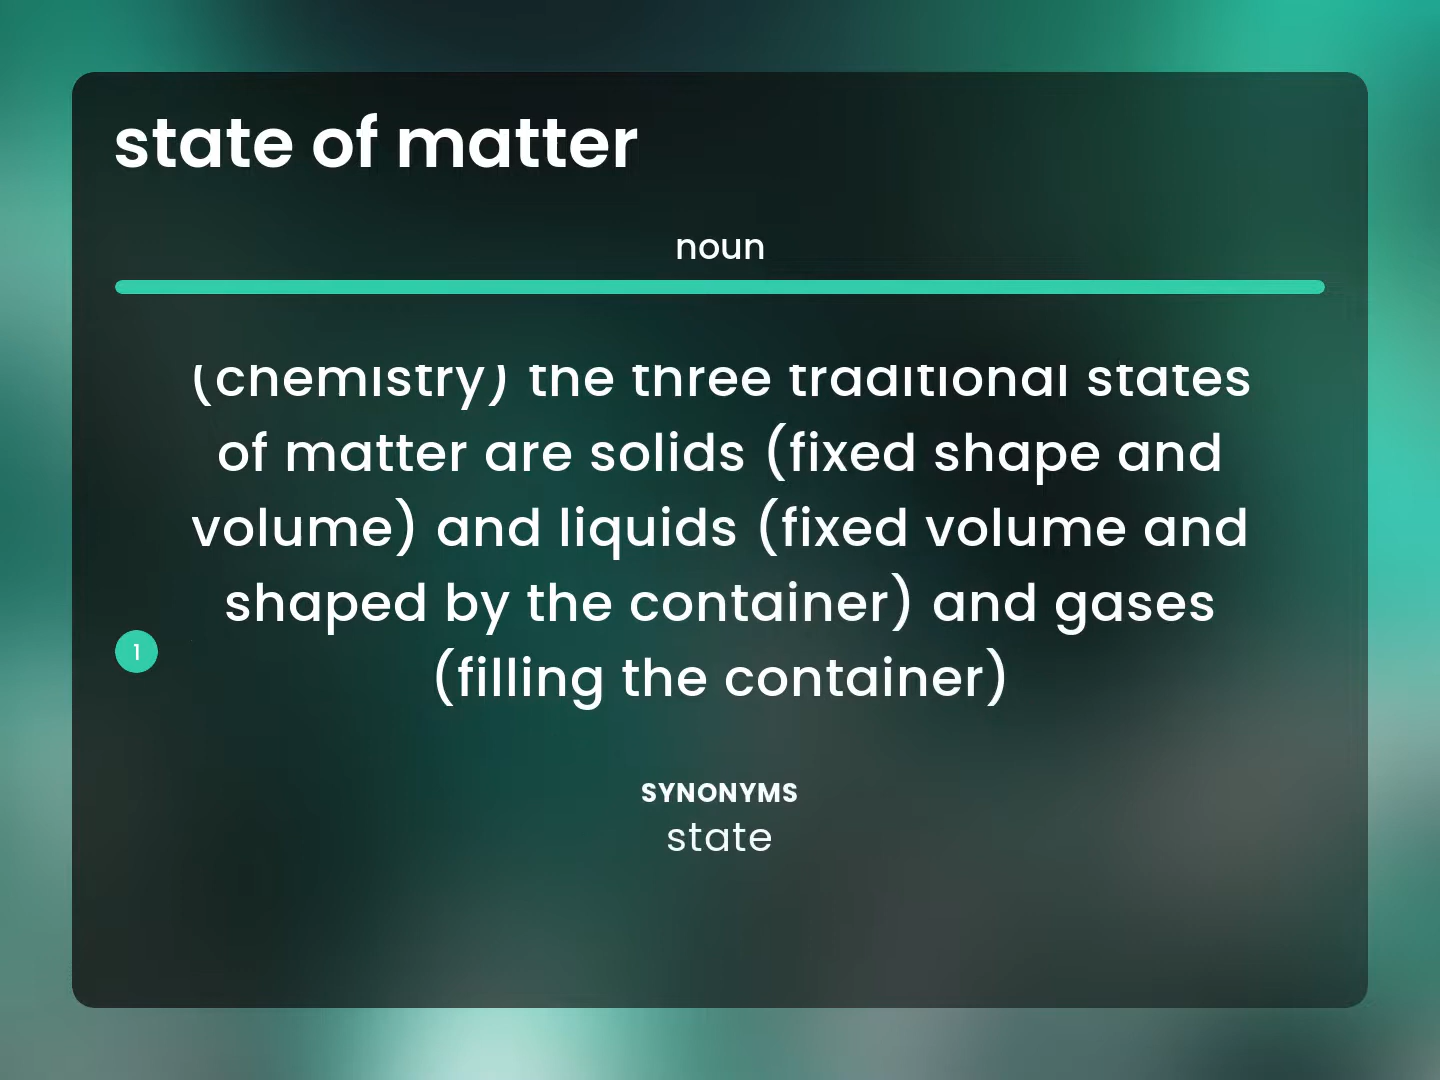 state of matter
noun
(chemistry) the three traditional states
of matter are solids (fixed shape and
volume) and liquids (fixed volume and
shaped by the container) and gases
1
(filling the container)
SYNONYMS
state